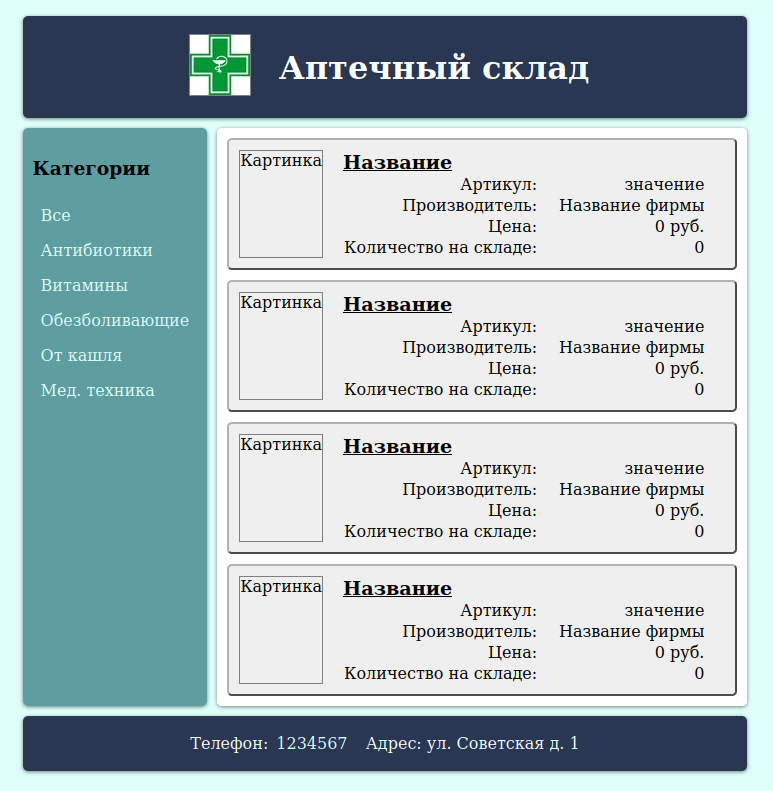 Аптечный склад
Категории
Все
Антибиотики
Витамины
Обезболивающие
От кашля
Мед. техника
Картинка
Название
Артикул: значение
Производитель: Название фирмы
Цена: 0 руб.
Количество на складе: 0
Картинка
Название
Артикул: значение
Производитель: Название фирмы
Цена: 0 руб.
Количество на складе: 0
Картинка
Название
Артикул: значение
Производитель: Название фирмы
Цена: 0 руб.
Количество на складе: 0
Картинка
Название
Артикул: значение
Производитель: Название фирмы
Цена: 0 руб.
Количество на складе: 0
Телефон: 1234567 Адрес: ул. Советская д. 1